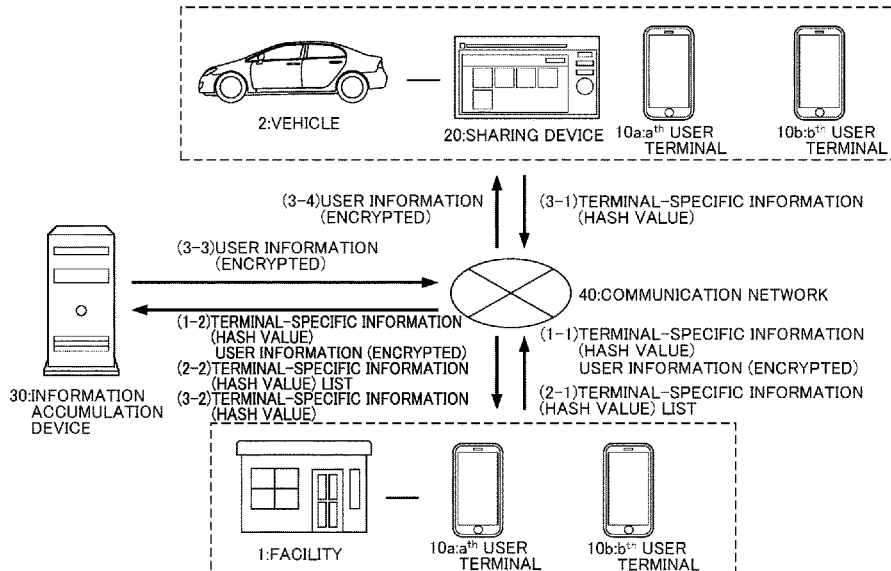 2:VEHICLE
20:SHARING DEVICE
10a:ath USER
TERMINAL
10b:bth USER
TERMINAL
(3-4)USER INFORMATION
(ENCRYPTED)
(3-1)TERMINAL-SPECIFIC INFORMATION
(HASH VALUE)
(3-3)USER INFORMATION
(ENCRYPTED)
40:COMMUNICATION NETWORK
(1-2)TERMINAL-SPECIFIC INFORMATION
(HASH VALUE)
USER INFORMATION (ENCRYPTED)
(2-2)TERMINAL-SPECIFIC INFORMATION
(HASH VALUE) LIST
(3-2)TERMINAL-SPECIFIC INFORMATION
(HASH VALUE)
(1-1)TERMINAL-SPECIFIC INFORMATION
(HASH VALUE)
USER INFORMATION (ENCRYPTED)
(2-1)TERMINAL-SPECIFIC INFORMATION
(HASH VALUE) LIST
30:INFORMATION
ACCUMULATION
DEVICE
1:FACILITY
10a:ath USER
TERMINAL
10b:bth USER
TERMINAL